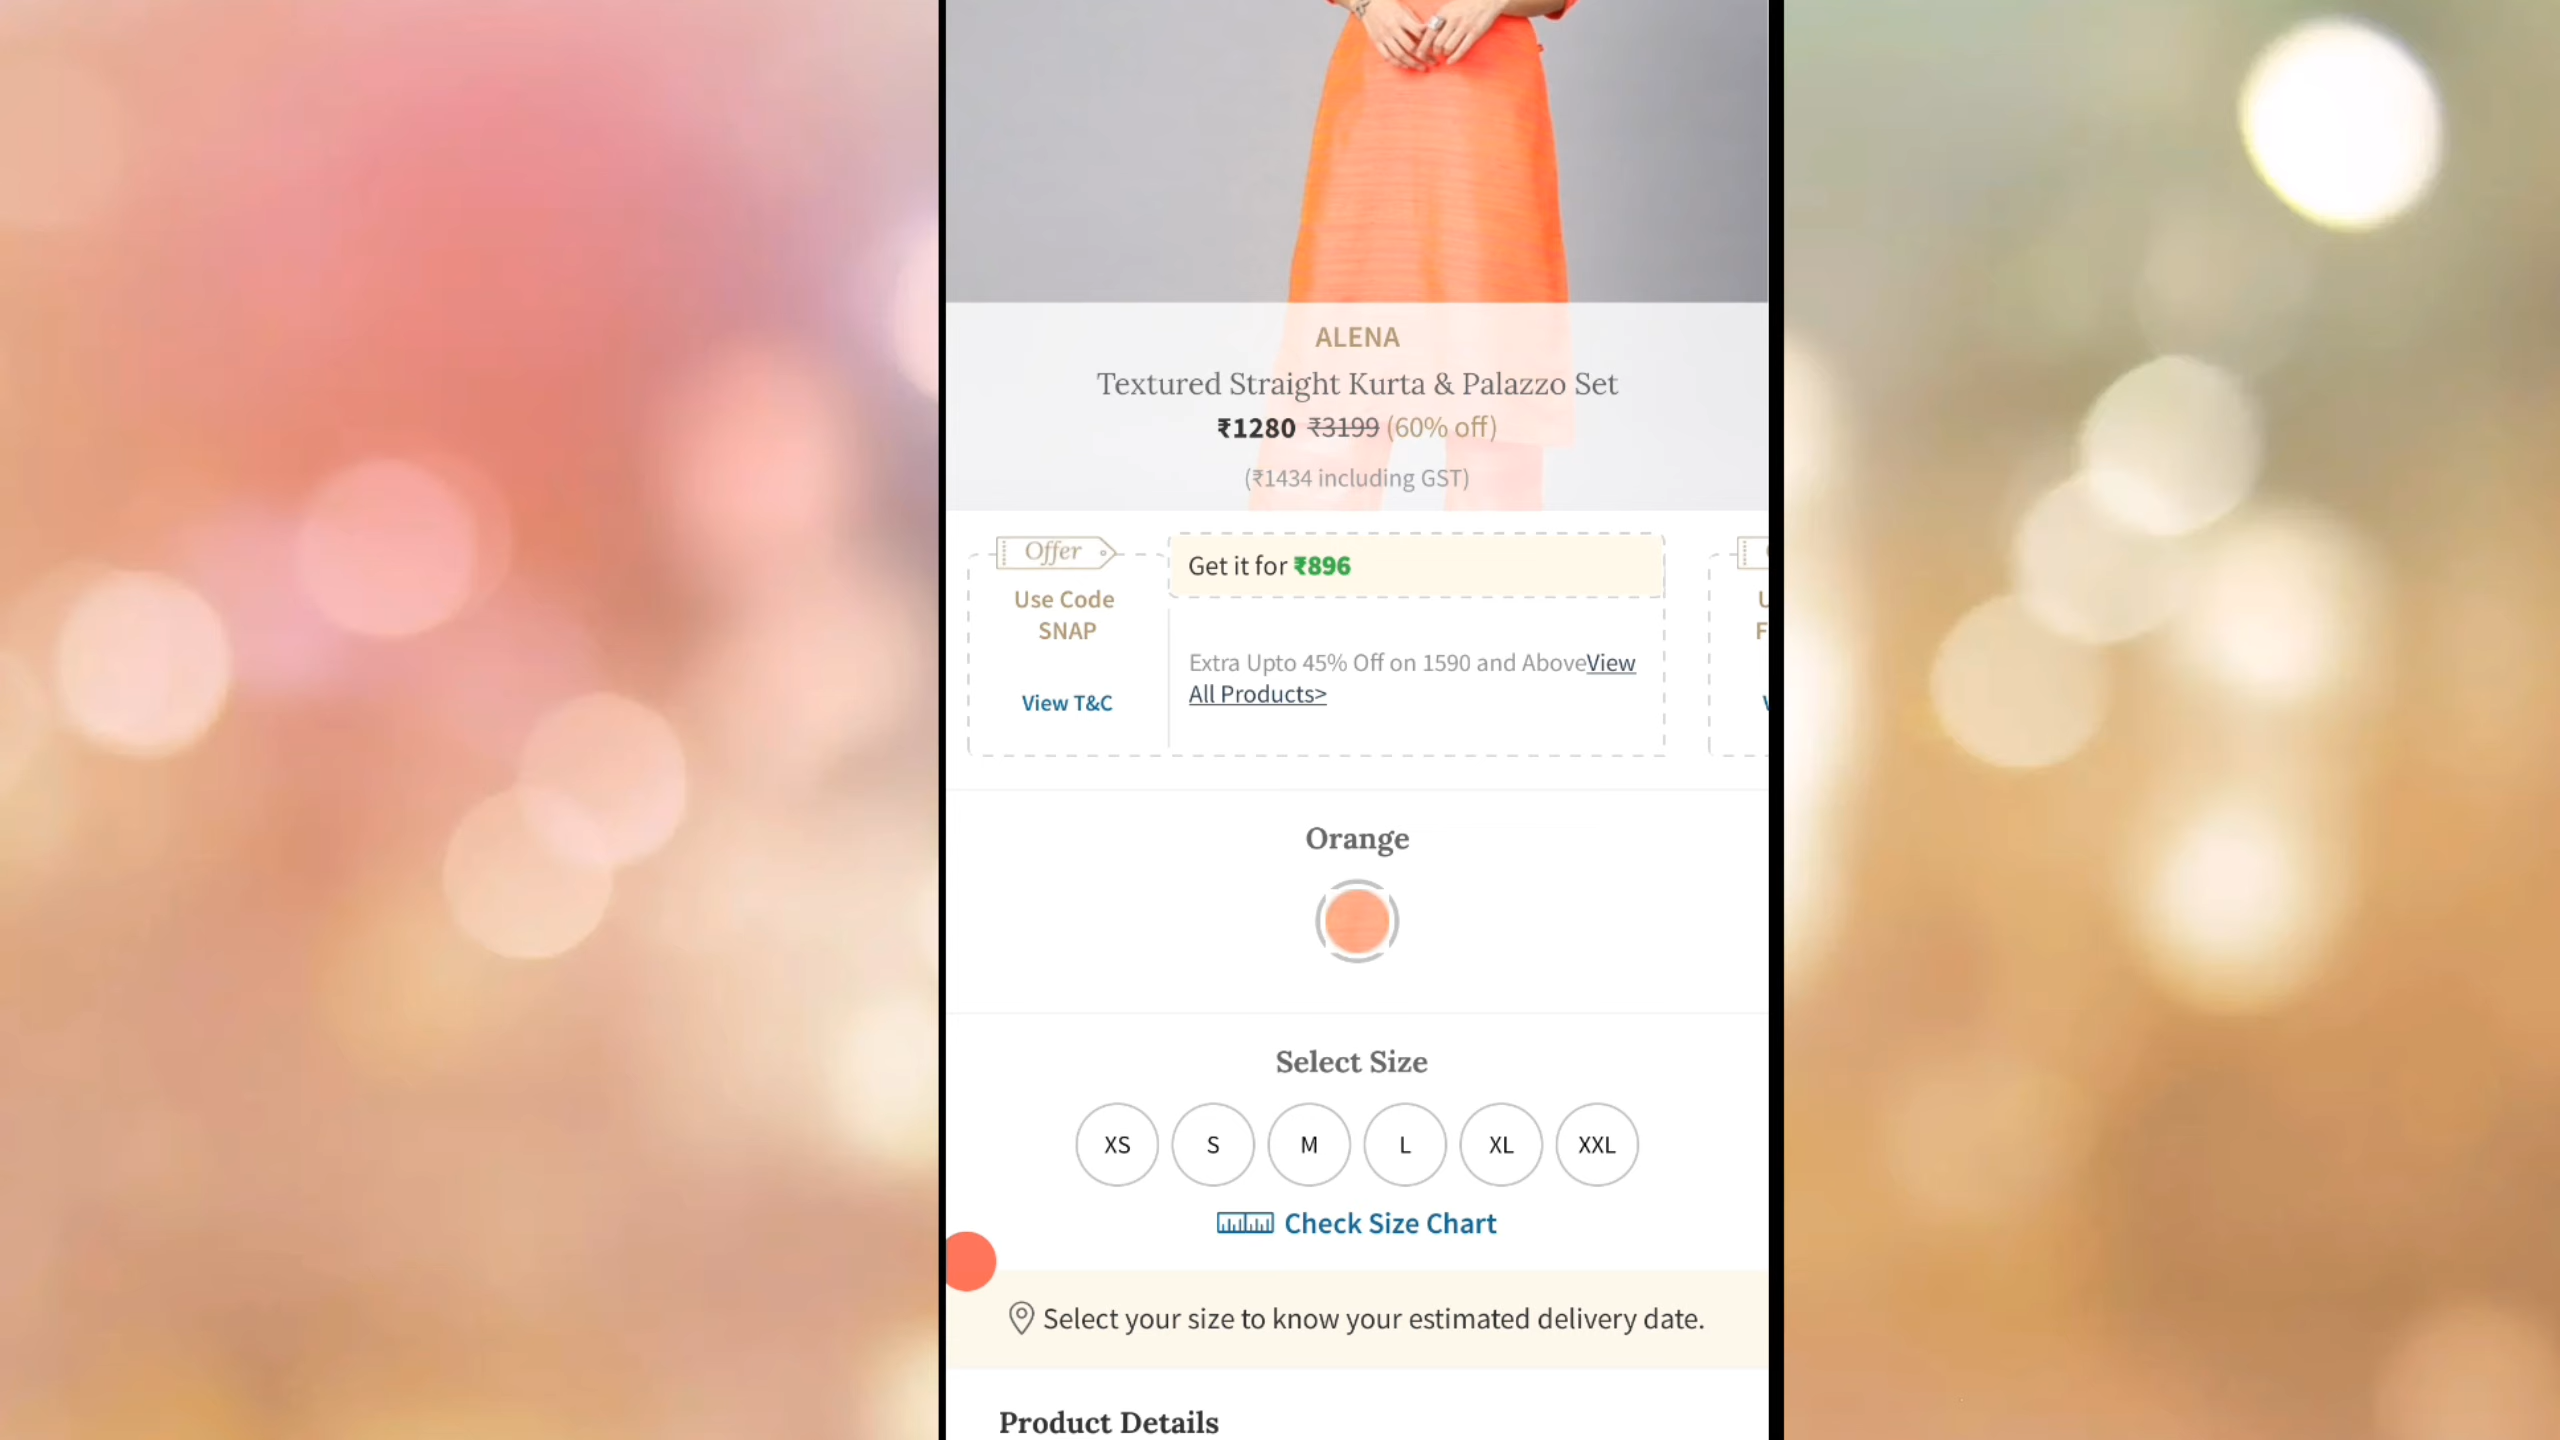 ALENA
Textured Straight Kurta & Palazzo Set
₹1280 ₹3199 (60% off)
(₹1434 including GST)
Offer
Use Code
SNAP
View T&C
Get it for ₹896
Extra Upto 45% Off on 1590 and AboveView
All Products>
Orange
Select Size
XS S M L XL XXL
Check Size Chart
Select your size to know your estimated delivery date.
Product Details